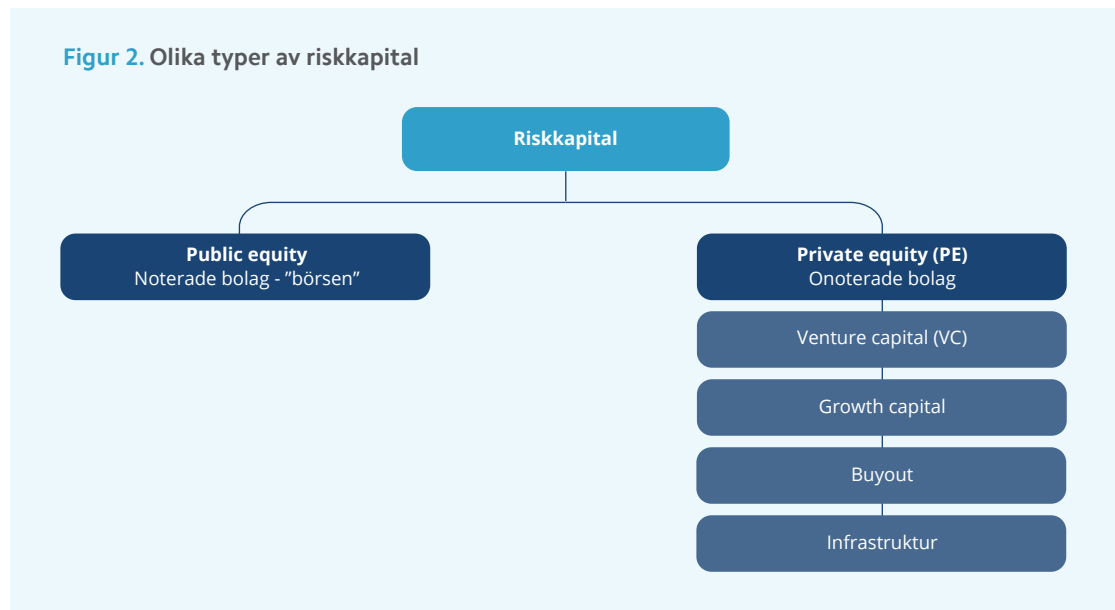 Figur 2. Olika typer av riskkapital
Riskkapital
Public equity
Noterade bolag - ”börsen”
Private equity (PE)
Onoterade bolag
Venture capital (VC)
Growth capital
Buyout
Infrastruktur